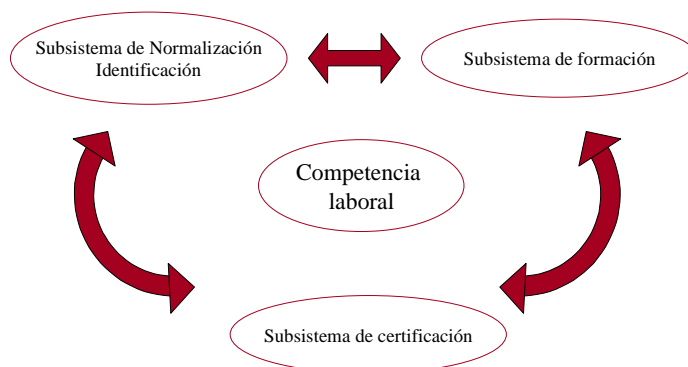 Subsistema de Normalización
Identificación
Subsistema de formación
Competencia
laboral
Subsistema de certificación